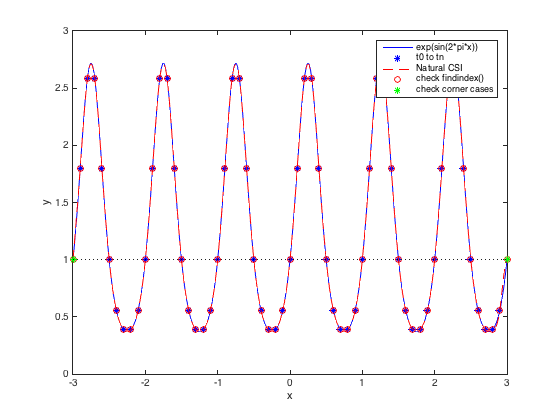 3
2.5
2
1.5
1
0.5
0
y
-3 -2 -1 0 1 2 3
x
exp(sin(2*pi*x))
t0 to tn
Natural CSI
check findindex()
check corner cases